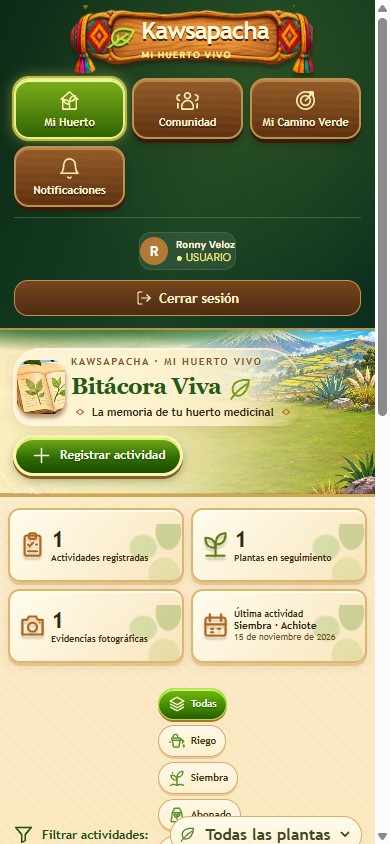 Kawsapacha
MI HUERTO VIVO
Mi Huerto
Comunidad
Mi Camino Verde
Notificaciones
R
Ronny Veloz
USUARIO
Cerrar sesión
KAWSAPACHA · MI HUERTO VIVO
Bitácora Viva
La memoria de tu huerto medicinal
Registrar actividad
1
Actividades registradas
1
Plantas en seguimiento
1
Evidencias fotográficas
Última actividad
Siembra · Achiote
15 de noviembre de 2026
Todas
Riego
Siembra
Abonado
Filtrar actividades:
Todas las plantas